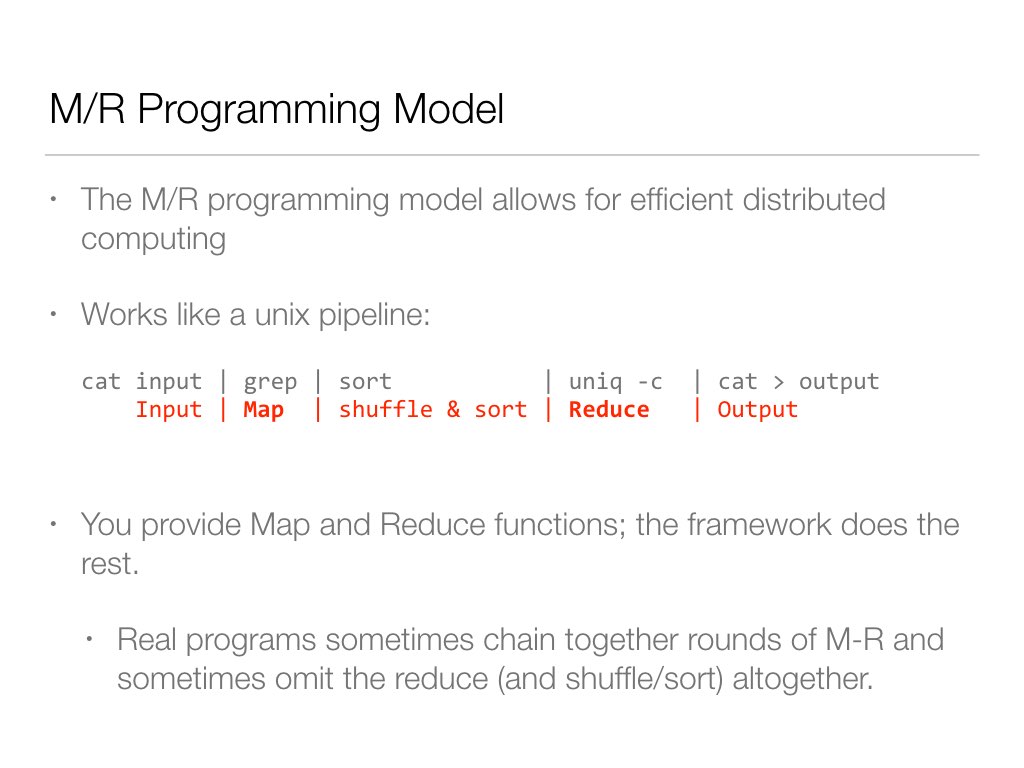 M/R Programming Model
• The M/R programming model allows for efficient distributed
computing
• Works like a unix pipeline:
cat input | grep | sort           | uniq -c  | cat > output
    Input | Map  | shuffle & sort | Reduce   | Output
• You provide Map and Reduce functions; the framework does the
rest.
• Real programs sometimes chain together rounds of M-R and
sometimes omit the reduce (and shuffle/sort) altogether.